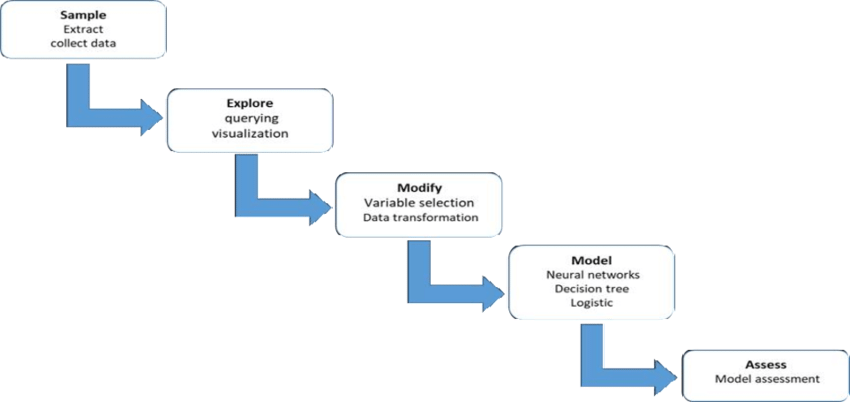 Sample
Extract
collect data
Explore
querying
visualization
Modify
Variable selection
Data transformation
Model
Neural networks
Decision tree
Logistic
Assess
Model assessment